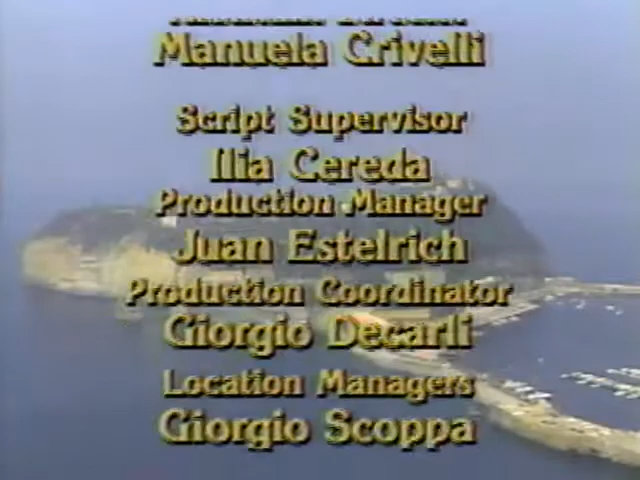 Manuela Crivelli
Script Supervisor
Ilia Cereda
Production Manager
Juan Estelrich
Production Coordinator
Giorgio Decarli
Location Managers
Giorgio Scoppa